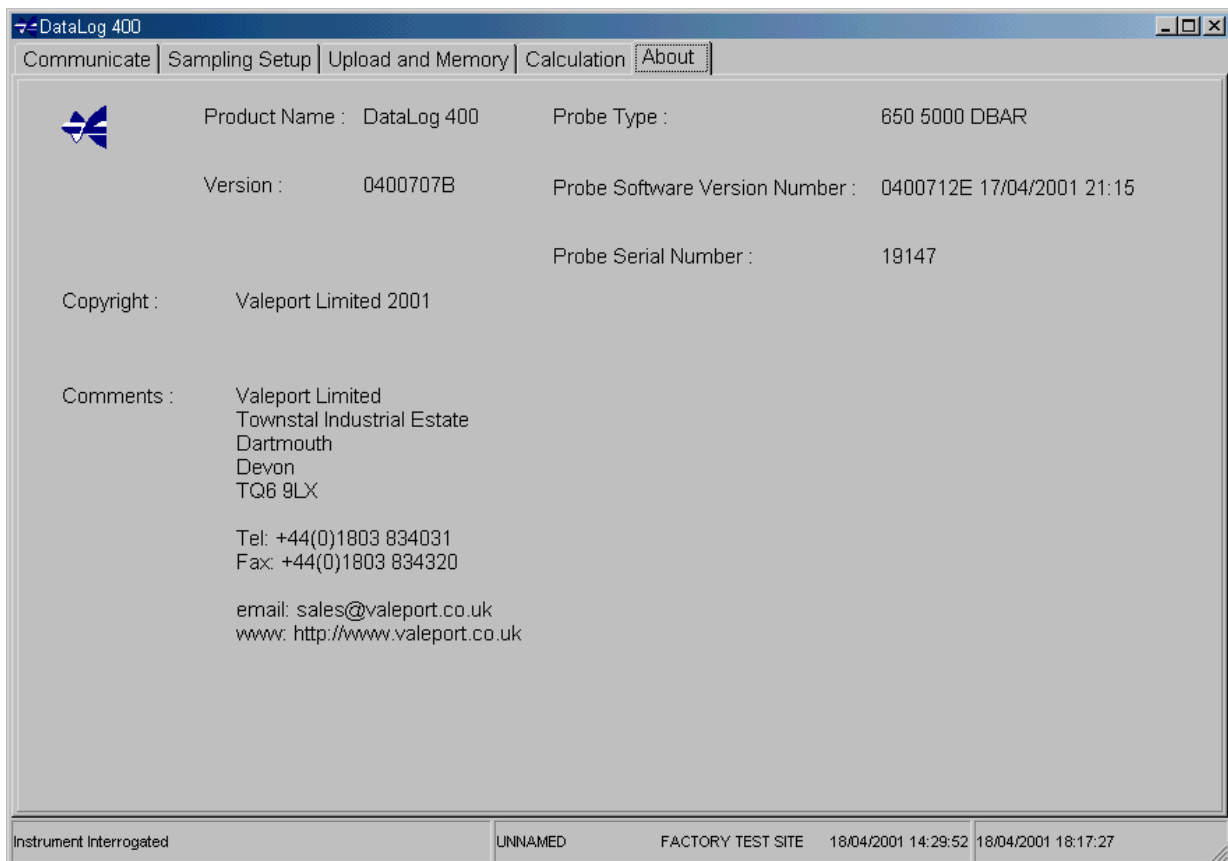 DataLog 400
Communicate Sampling Setup Upload and Memory Calculation About
Product Name : DataLog 400 Probe Type : 650 5000 DBAR
Version : 0400707B Probe Software Version Number : 0400712E 17/04/2001 21:15
Probe Serial Number : 19147
Copyright : Valeport Limited 2001
Comments : Valeport Limited
Townstal Industrial Estate
Dartmouth
Devon
TQ6 9LX
Tel: +44(0)1803 834031
Fax: +44(0)1803 834320
email: sales@valeport.co.uk
www: http://www.valeport.co.uk
Instrument Interrogated UNNAMED FACTORY TEST SITE 18/04/2001 14:29:52 18/04/2001 18:17:27